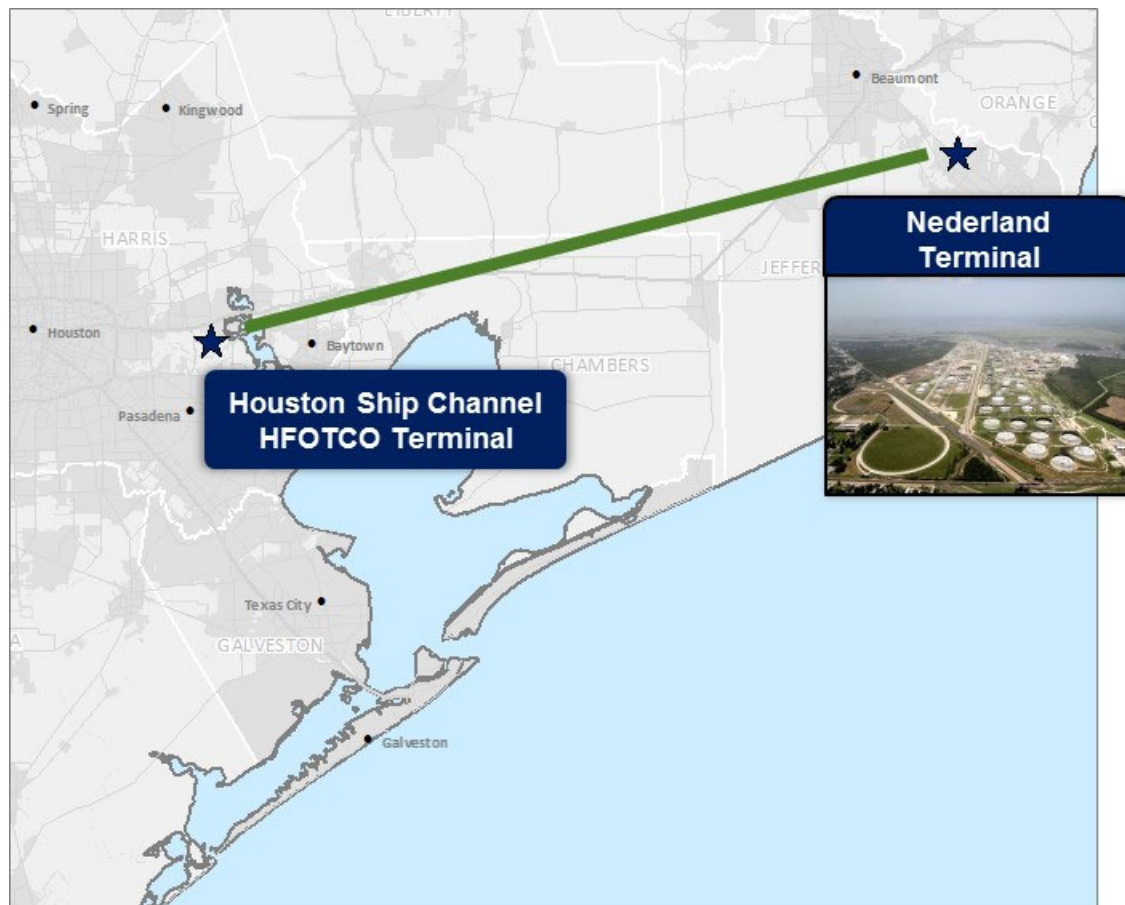 LIBERTY
Beaumont
Spring
Kingwood
ORANGE
Nederland
Terminal
HARRIS
JEFFER
Houston
Baytown
CHAMBERS
Houston Ship Channel
HFOTCO Terminal
Pasadena
Texas City
GALVESTON
A
Galveston